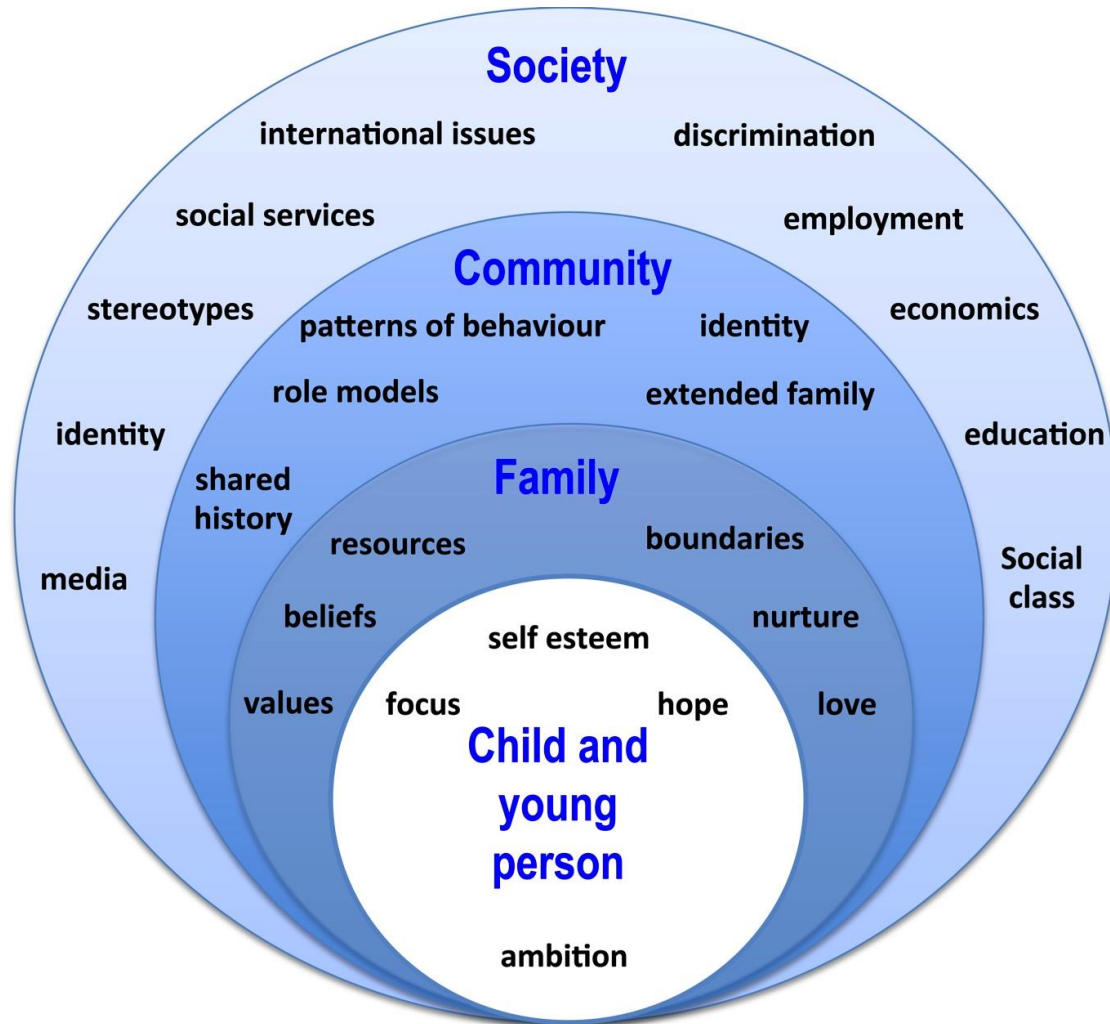 Society
international issues
discrimination
social services
employment
Community
stereotypes
economics
patterns of behaviour
identity
role models
extended family
identity
education
Family
shared
history
resources
boundaries
Social
class
media
beliefs
nurture
self esteem
values
focus
hope
love
Child and
young
person
ambition